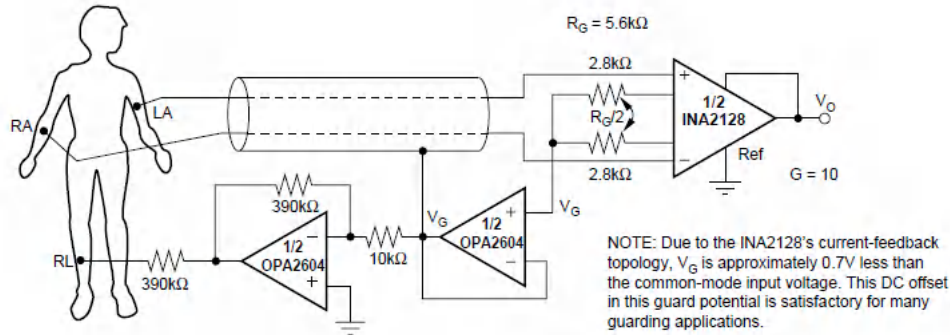 R_G = 5.6kΩ
2.8kΩ
LA
RA
R_G/2
+
1/2
INA2128
−
V_O
Ref
G = 10
2.8kΩ
390kΩ
V_G
+
1/2
OPA2604
−
V_G
−
1/2
OPA2604
+
10kΩ
RL
390kΩ
NOTE: Due to the INA2128's current-feedback
topology, V_G is approximately 0.7V less than
the common-mode input voltage. This DC offset
in this guard potential is satisfactory for many
guarding applications.